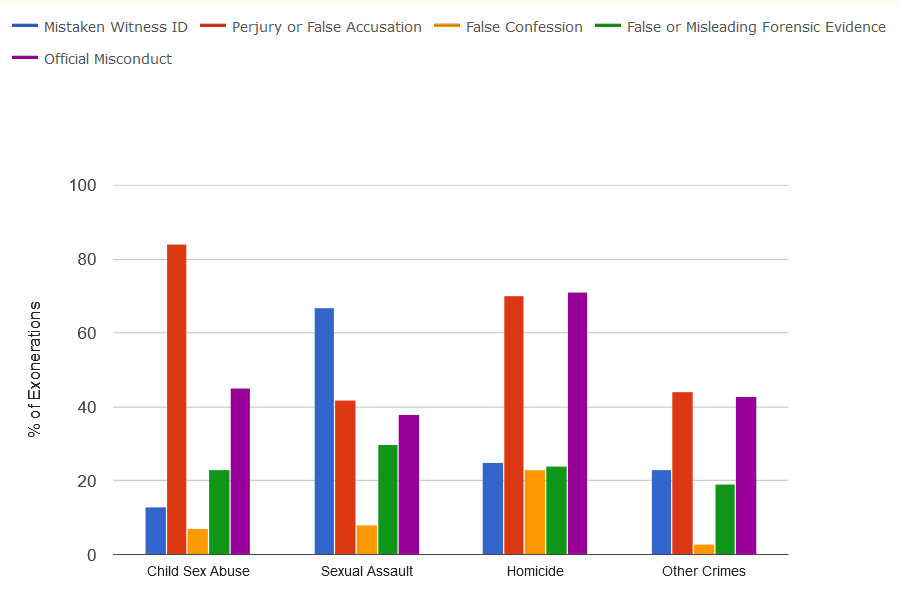 Mistaken Witness ID Perjury or False Accusation False Confession False or Misleading Forensic Evidence
Official Misconduct
100
80
60
40
20
0
% of Exonerations
Child Sex Abuse Sexual Assault Homicide Other Crimes